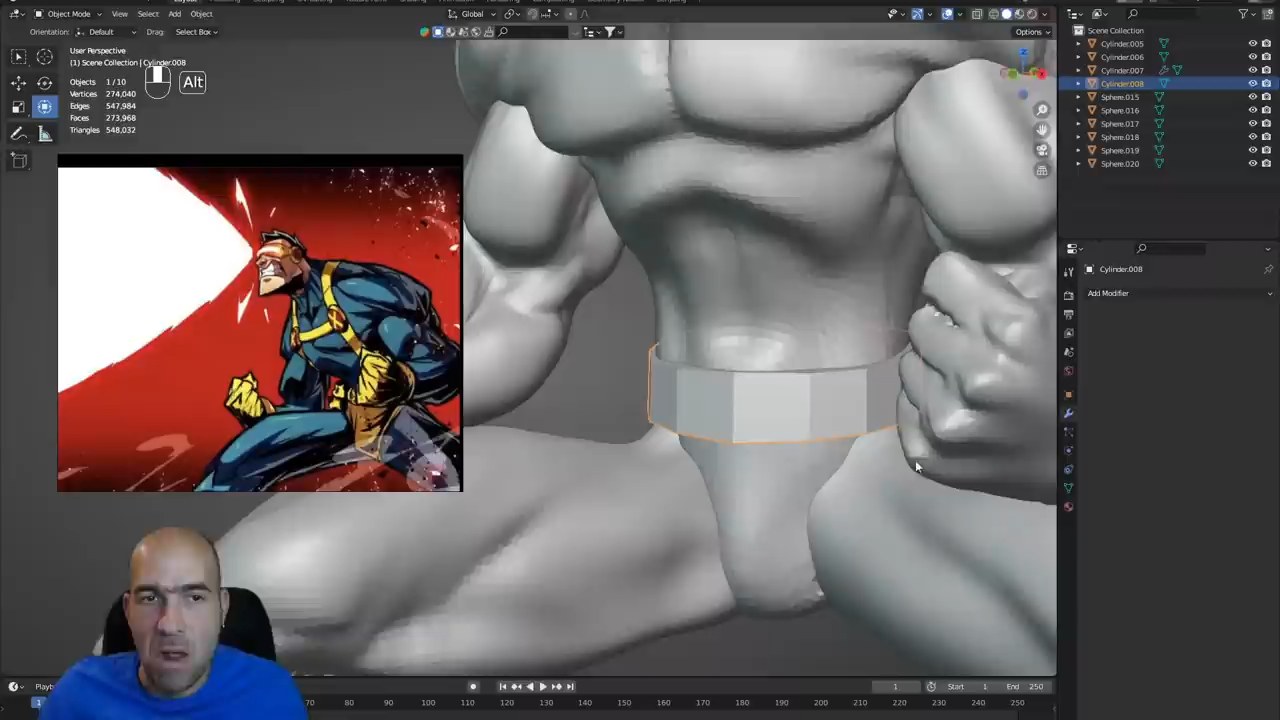 Object Mode View Select Add Object Global
Options
Orientation: Default Drag: Select Box
User Perspective
(1) Scene Collection | Cylinder.008
Objects 1/10
Vertices 274,040
Edges 547,984
Faces 273,968
Triangles 548,032
Alt
Scene Collection
Cylinder.005
Cylinder.006
Cylinder.007
Cylinder.008
Sphere.015
Sphere.016
Sphere.017
Sphere.018
Sphere.019
Sphere.020
Cylinder.008
Add Modifier
1 Start 1 End 250
70 80 90 100 110 120 130 140 150 160 170 180 190 200 210 220 230 240 250